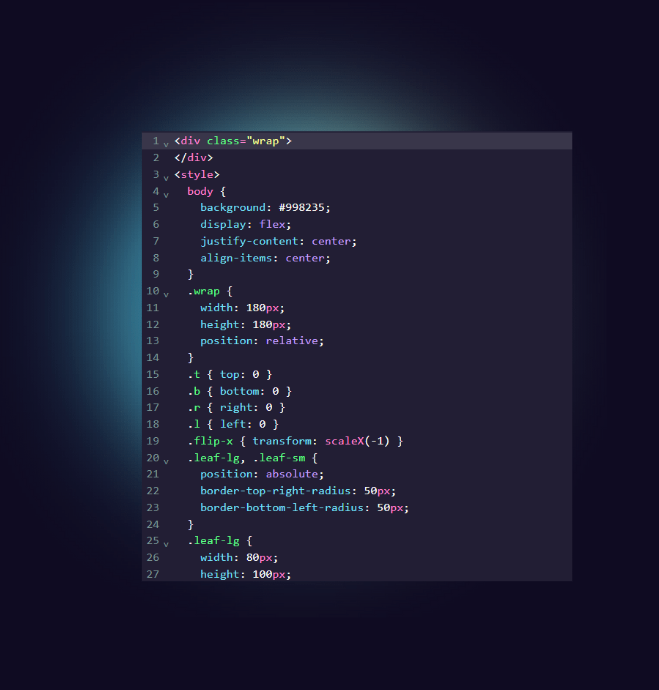 1 <div class="wrap">
2 </div>
3 <style>
4   body {
5     background: #998235;
6     display: flex;
7     justify-content: center;
8     align-items: center;
9   }
10   .wrap {
11     width: 180px;
12     height: 180px;
13     position: relative;
14   }
15   .t { top: 0 }
16   .b { bottom: 0 }
17   .r { right: 0 }
18   .l { left: 0 }
19   .flip-x { transform: scaleX(-1) }
20   .leaf-lg, .leaf-sm {
21     position: absolute;
22     border-top-right-radius: 50px;
23     border-bottom-left-radius: 50px;
24   }
25   .leaf-lg {
26     width: 80px;
27     height: 100px;